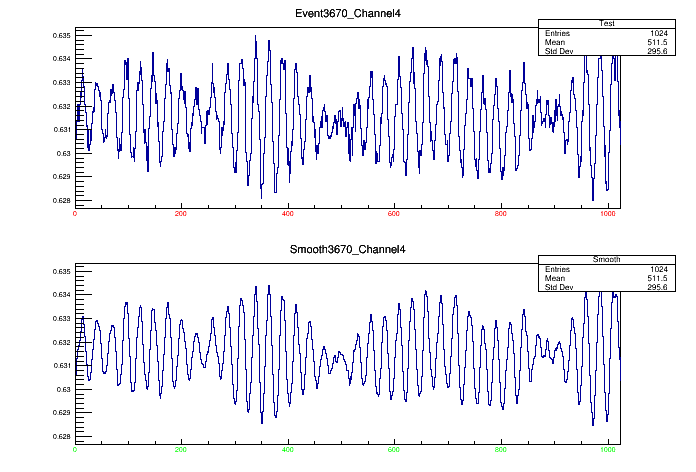 Event3670_Channel4
Test
Entries 1024
Mean 511.5
Std Dev 295.6
0.635
0.634
0.633
0.632
0.631
0.63
0.629
0.628
0 200 400 600 800 1000
Smooth3670_Channel4
Smooth
Entries 1024
Mean 511.5
Std Dev 295.6
0.635
0.634
0.633
0.632
0.631
0.63
0.629
0.628
0 200 400 600 800 1000